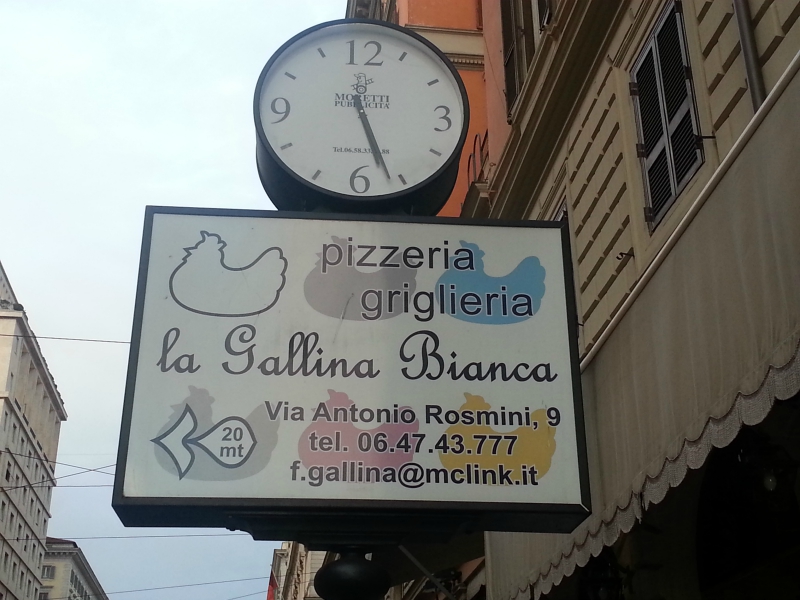 12
9
3
6
MORETTI
PUBBLICITA'
pizzeria
griglieria
la Gallina Bianca
Via Antonio Rosmini, 9
20
mt
tel. 06.47.43.777
f.gallina@mclink.it